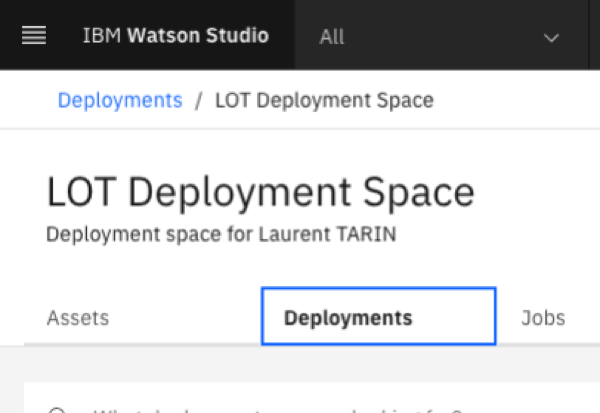 IBM Watson Studio All
Deployments / LOT Deployment Space
LOT Deployment Space
Deployment space for Laurent TARIN
Assets Deployments Jobs